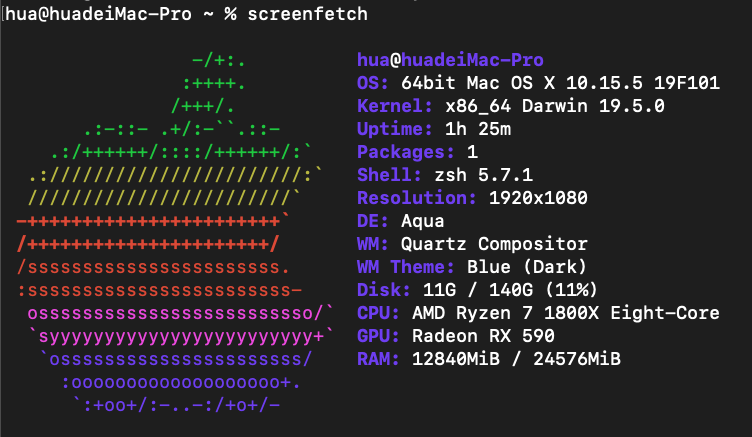 hua@huadeiMac-Pro ~ % screenfetch
                -/+:.          hua@huadeiMac-Pro
               :++++.          OS: 64bit Mac OS X 10.15.5 19F101
              /+++/.           Kernel: x86_64 Darwin 19.5.0
      .:-::- .+/:-``.::-       Uptime: 1h 25m
   .:/++++++/::::/++++++/:`    Packages: 1
 .:///////////////////////:`   Shell: zsh 5.7.1
 ////////////////////////`     Resolution: 1920x1080
-+++++++++++++++++++++++`      DE: Aqua
/++++++++++++++++++++++/       WM: Quartz Compositor
/sssssssssssssssssssssss.      WM Theme: Blue (Dark)
:ssssssssssssssssssssssss-     Disk: 11G / 140G (11%)
 osssssssssssssssssssssssso/`  CPU: AMD Ryzen 7 1800X Eight-Core
 `syyyyyyyyyyyyyyyyyyyyyyyy+`  GPU: Radeon RX 590
  `ossssssssssssssssssssss/    RAM: 12840MiB / 24576MiB
    :ooooooooooooooooooo+.
     `:+oo+/:-..-:/+o+/-